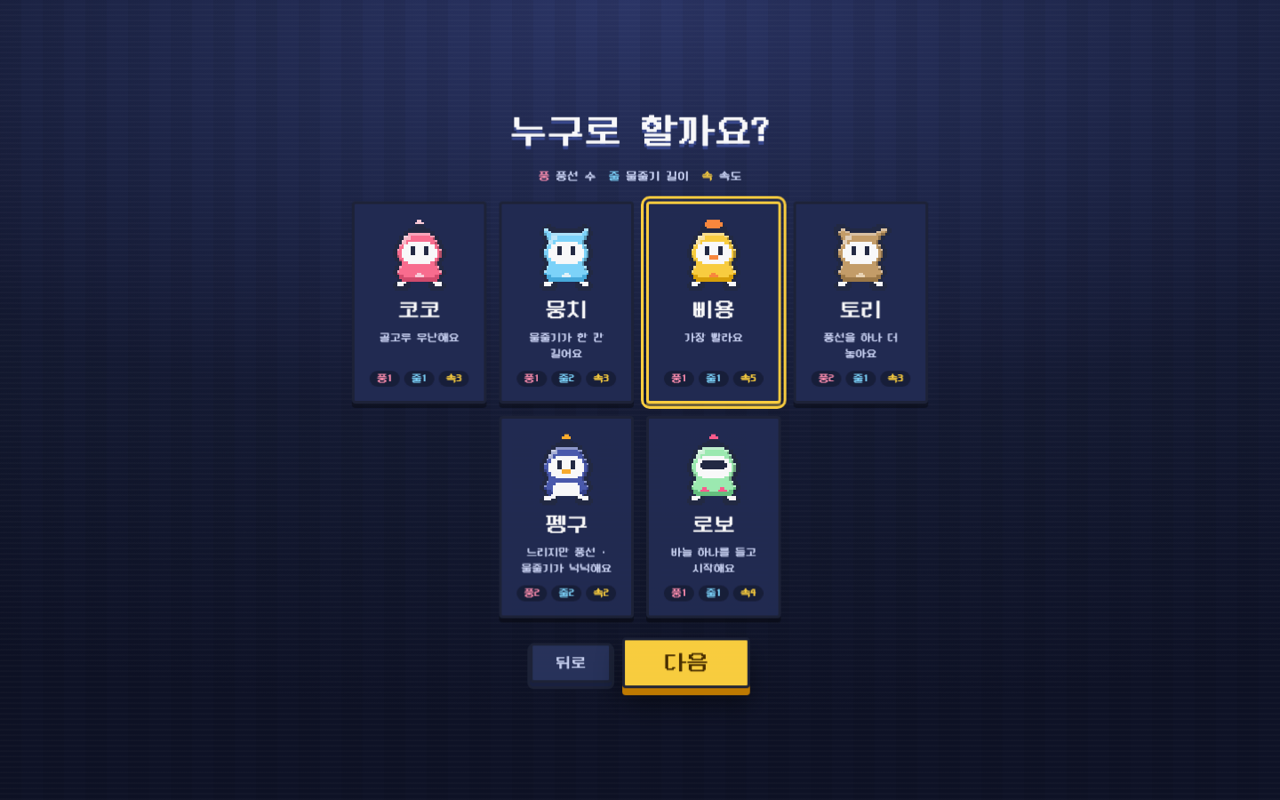 누구로 할까요?
풍 풍선 수 줄 물줄기 길이 속 속도
코코
골고루 무난해요
풍1 줄1 속3
뭉치
물줄기가 한 칸
길어요
풍1 줄2 속3
삐용
가장 빨라요
풍1 줄1 속5
토리
풍선을 하나 더
놓아요
풍2 줄1 속3
펭구
느리지만 풍선 ·
물줄기가 넉넉해요
풍2 줄2 속2
로보
바늘 하나를 들고
시작해요
풍1 줄1 속4
뒤로
다음